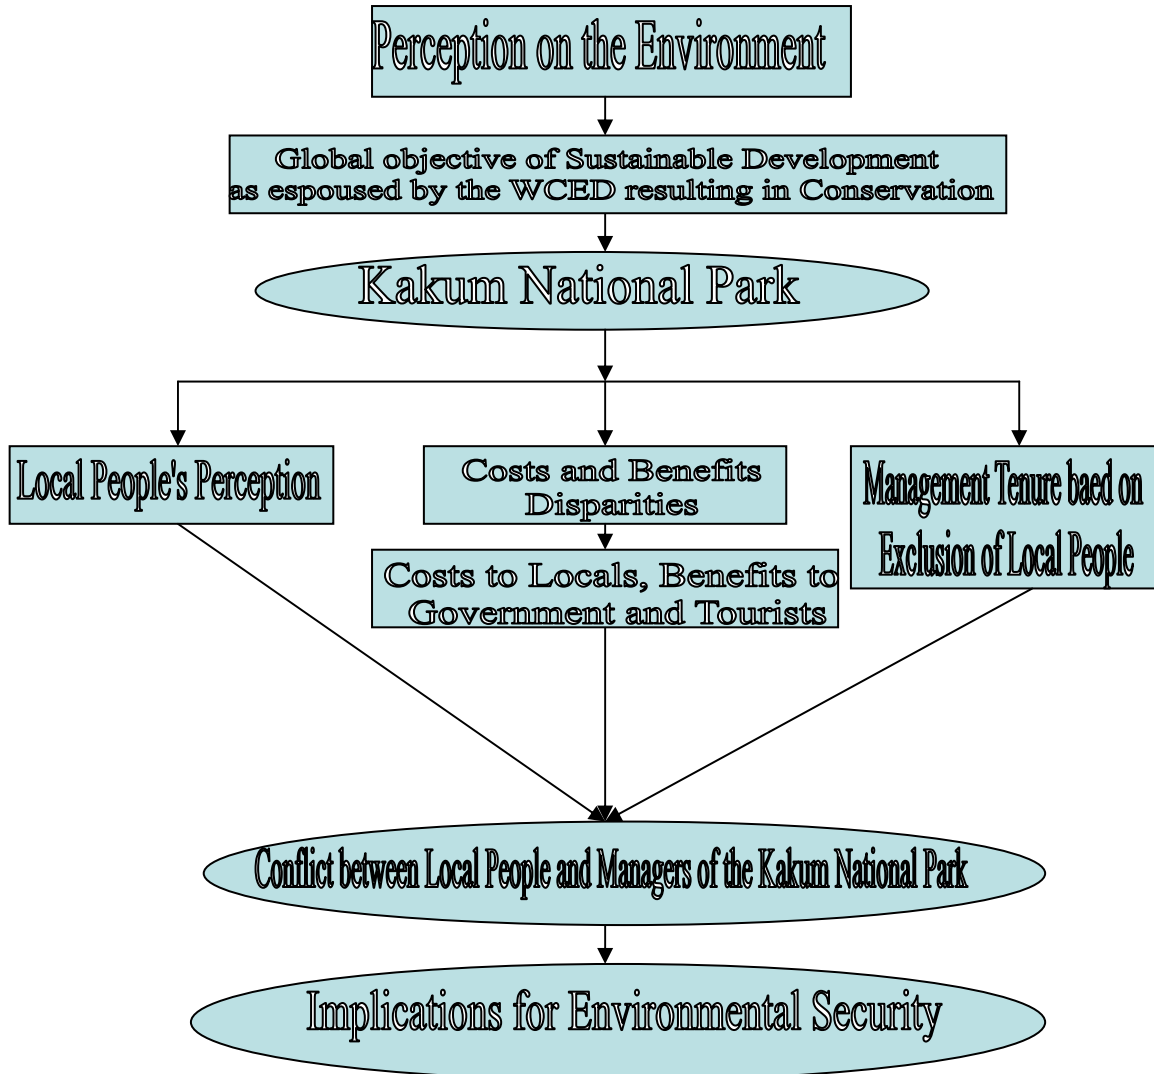 Perception on the Environment
Global objective of Sustainable Development
as espoused by the WCED resulting in Conservation
Kakum National Park
Local People's Perception
Costs and Benefits
Disparities
Management Tenure baed on
Exclusion of Local People
Costs to Locals, Benefits to
Government and Tourists
Conflict between Local People and Managers of the Kakum National Park
Implications for Environmental Security